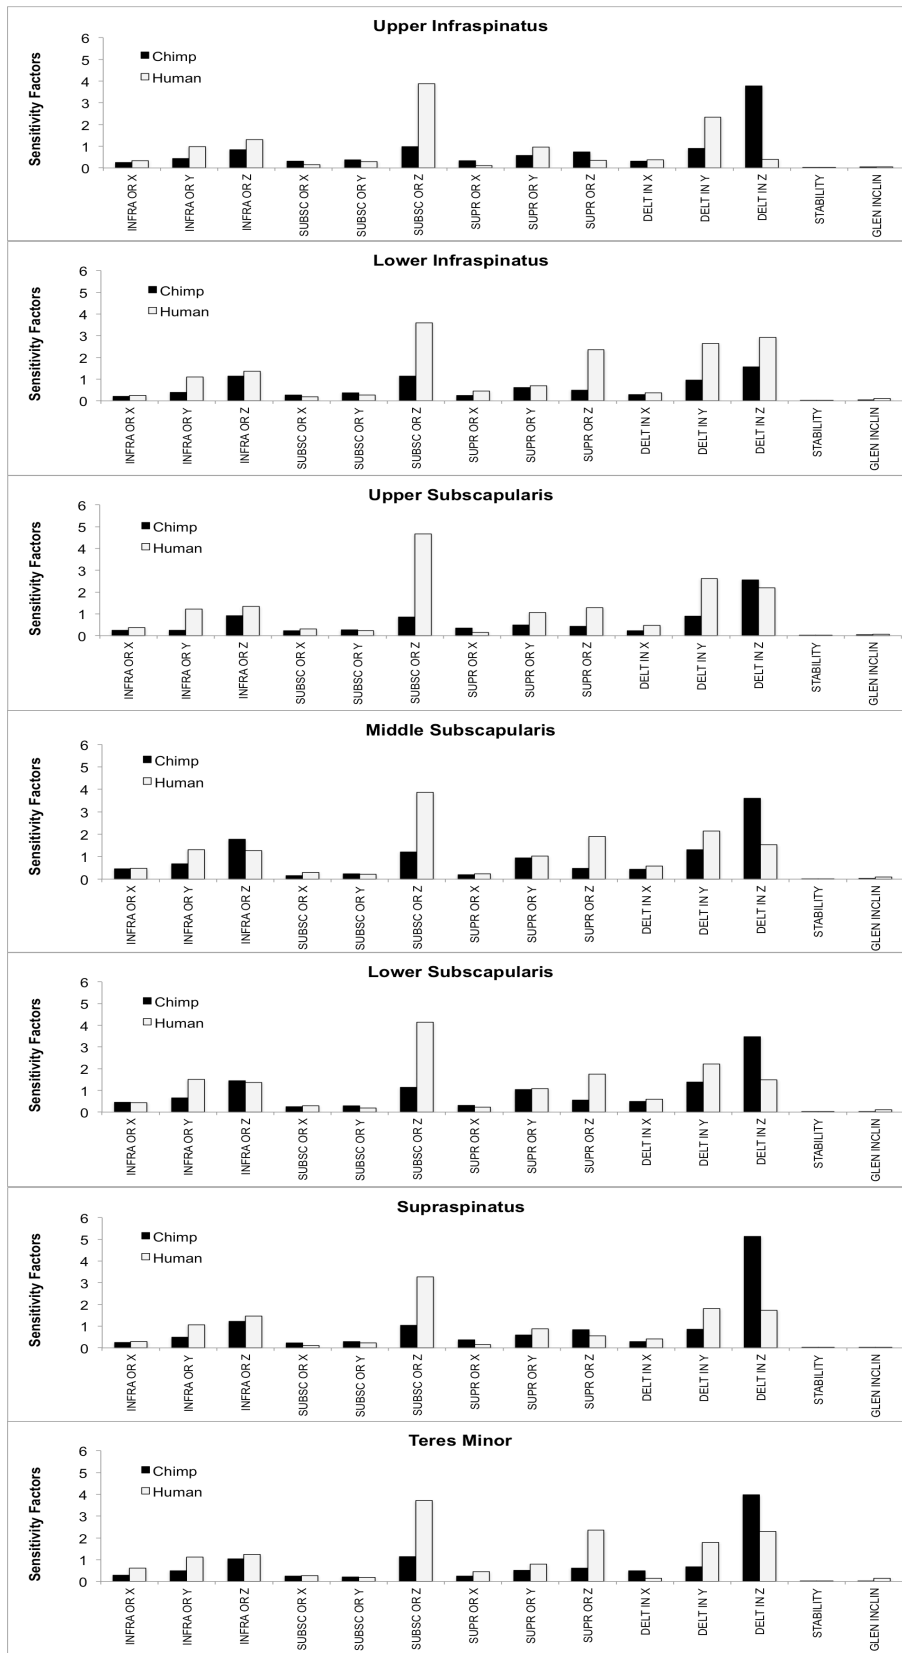 Upper Infraspinatus
Sensitivity Factors
6
5
4
3
2
1
0
Chimp
Human
INFRA OR X
INFRA OR Y
INFRA OR Z
SUBSC OR X
SUBSC OR Y
SUBSC OR Z
SUPR OR X
SUPR OR Y
SUPR OR Z
DELT IN X
DELT IN Y
DELT IN Z
STABILITY
GLEN INCLIN
Lower Infraspinatus
Sensitivity Factors
6
5
4
3
2
1
0
Chimp
Human
INFRA OR X
INFRA OR Y
INFRA OR Z
SUBSC OR X
SUBSC OR Y
SUBSC OR Z
SUPR OR X
SUPR OR Y
SUPR OR Z
DELT IN X
DELT IN Y
DELT IN Z
STABILITY
GLEN INCLIN
Upper Subscapularis
Sensitivity Factors
6
5
4
3
2
1
0
Chimp
Human
INFRA OR X
INFRA OR Y
INFRA OR Z
SUBSC OR X
SUBSC OR Y
SUBSC OR Z
SUPR OR X
SUPR OR Y
SUPR OR Z
DELT IN X
DELT IN Y
DELT IN Z
STABILITY
GLEN INCLIN
Middle Subscapularis
Sensitivity Factors
6
5
4
3
2
1
0
Chimp
Human
INFRA OR X
INFRA OR Y
INFRA OR Z
SUBSC OR X
SUBSC OR Y
SUBSC OR Z
SUPR OR X
SUPR OR Y
SUPR OR Z
DELT IN X
DELT IN Y
DELT IN Z
STABILITY
GLEN INCLIN
Lower Subscapularis
Sensitivity Factors
6
5
4
3
2
1
0
Chimp
Human
INFRA OR X
INFRA OR Y
INFRA OR Z
SUBSC OR X
SUBSC OR Y
SUBSC OR Z
SUPR OR X
SUPR OR Y
SUPR OR Z
DELT IN X
DELT IN Y
DELT IN Z
STABILITY
GLEN INCLIN
Supraspinatus
Sensitivity Factors
6
5
4
3
2
1
0
Chimp
Human
INFRA OR X
INFRA OR Y
INFRA OR Z
SUBSC OR X
SUBSC OR Y
SUBSC OR Z
SUPR OR X
SUPR OR Y
SUPR OR Z
DELT IN X
DELT IN Y
DELT IN Z
STABILITY
GLEN INCLIN
Teres Minor
Sensitivity Factors
6
5
4
3
2
1
0
Chimp
Human
INFRA OR X
INFRA OR Y
INFRA OR Z
SUBSC OR X
SUBSC OR Y
SUBSC OR Z
SUPR OR X
SUPR OR Y
SUPR OR Z
DELT IN X
DELT IN Y
DELT IN Z
STABILITY
GLEN INCLIN